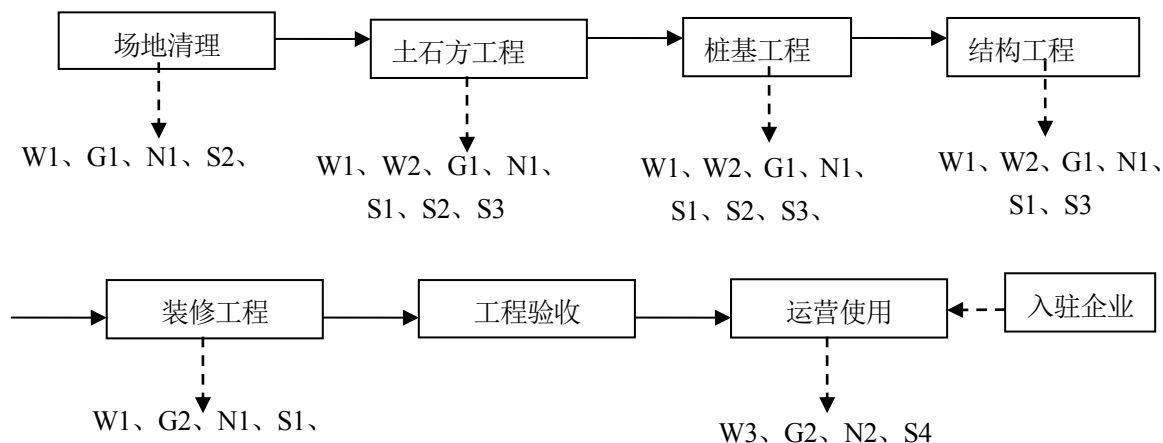 场地清理
土石方工程
桩基工程
结构工程
W1、G1、N1、S2、
W1、W2、G1、N1、
S1、S2、S3
W1、W2、G1、N1、
S1、S2、S3、
W1、W2、G1、N1、
S1、S3
装修工程
工程验收
运营使用
入驻企业
W1、G2、N1、S1、
W3、G2、N2、S4